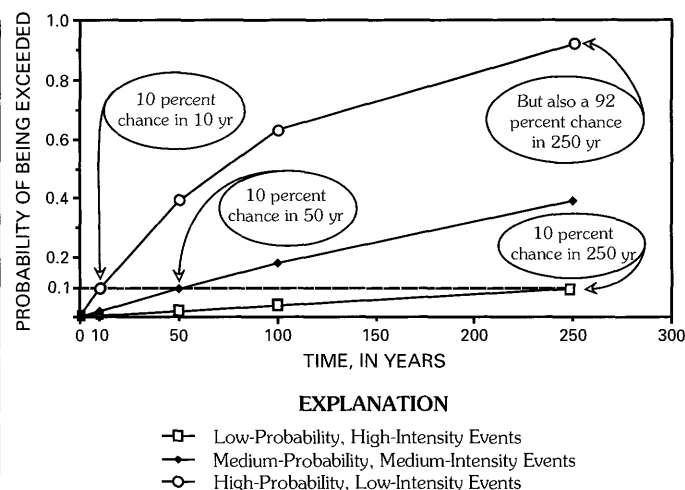 PROBABILITY OF BEING EXCEEDED
1.0
0.8
0.6
0.4
0.2
0.1
10 percent
chance in 10 yr
10 percent
chance in 50 yr
But also a 92
percent chance
in 250 yr
10 percent
chance in 250 yr
0 10 50 100 150 200 250 300
TIME, IN YEARS
EXPLANATION
Low-Probability, High-Intensity Events
Medium-Probability, Medium-Intensity Events
High-Probability, Low-Intensity Events